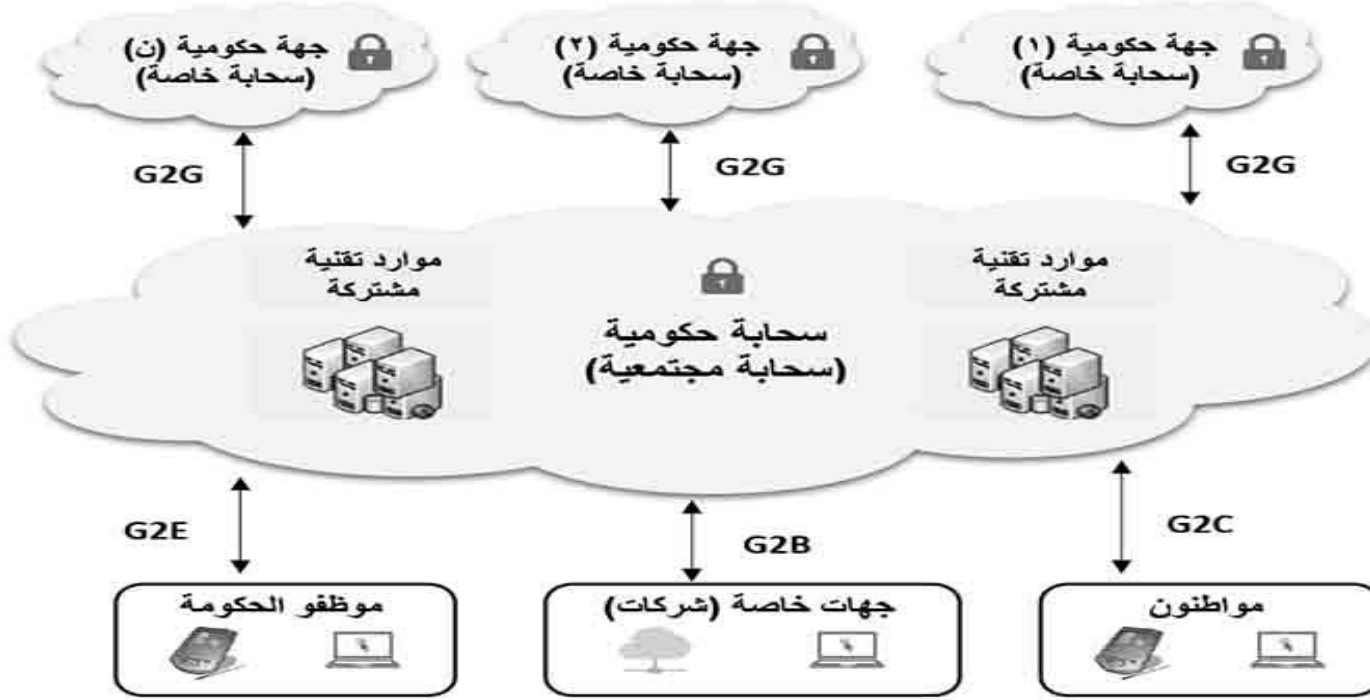 جهة حكومية (١)
(سحابة خاصة)
جهة حكومية (٢)
(سحابة خاصة)
جهة حكومية (ن)
(سحابة خاصة)
G2G
G2G
G2G
موارد تقنية
مشتركة
سحابة حكومية
(سحابة مجتمعية)
موارد تقنية
مشتركة
G2C
G2B
G2E
مواطنون
جهات خاصة (شركات)
موظفو الحكومة